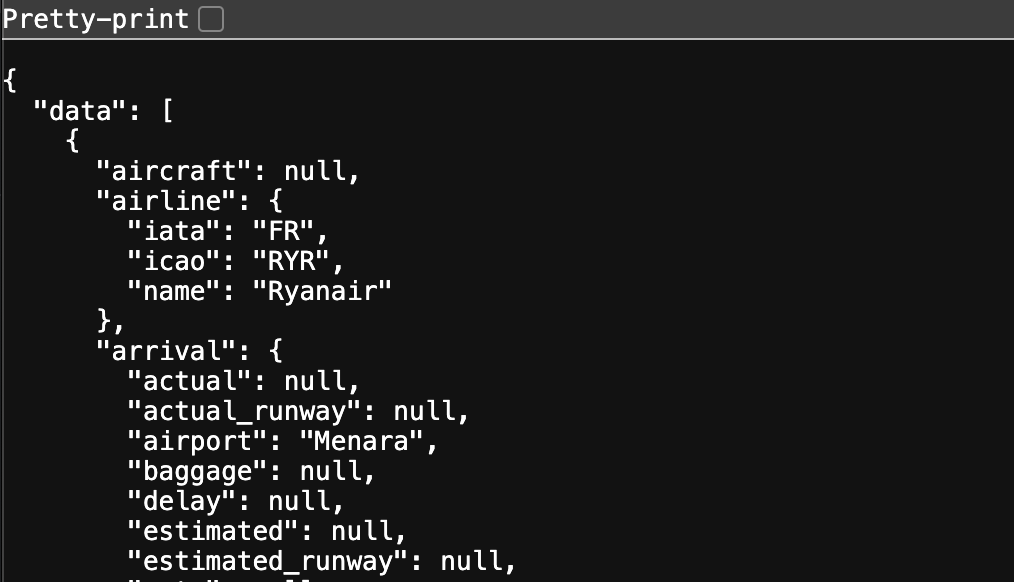 Pretty-print
{
  "data": [
    {
      "aircraft": null,
      "airline": {
        "iata": "FR",
        "icao": "RYR",
        "name": "Ryanair"
      },
      "arrival": {
        "actual": null,
        "actual_runway": null,
        "airport": "Menara",
        "baggage": null,
        "delay": null,
        "estimated": null,
        "estimated_runway": null,